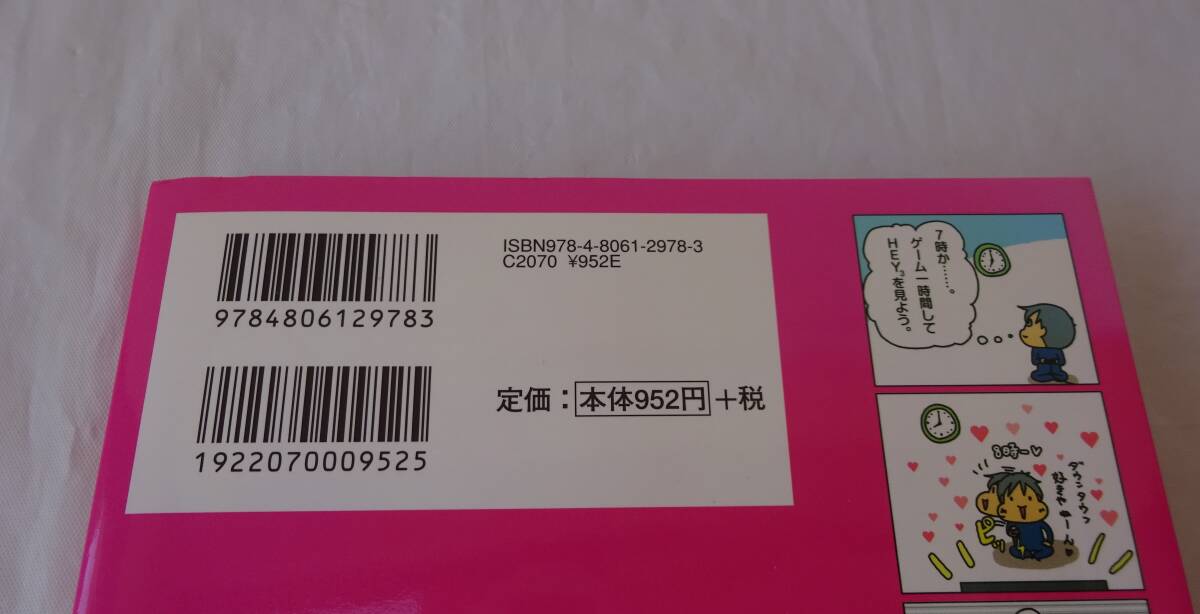 ISBN978-4-8061-2978-3
C2070 ¥952E
9784806129783
定価：本体952円+税
1922070009525
7時か……。
ゲーム一時間して
HEY₃を見よう。
8時ー♡
ダウンタウン
好きやねーん♥
ピッ